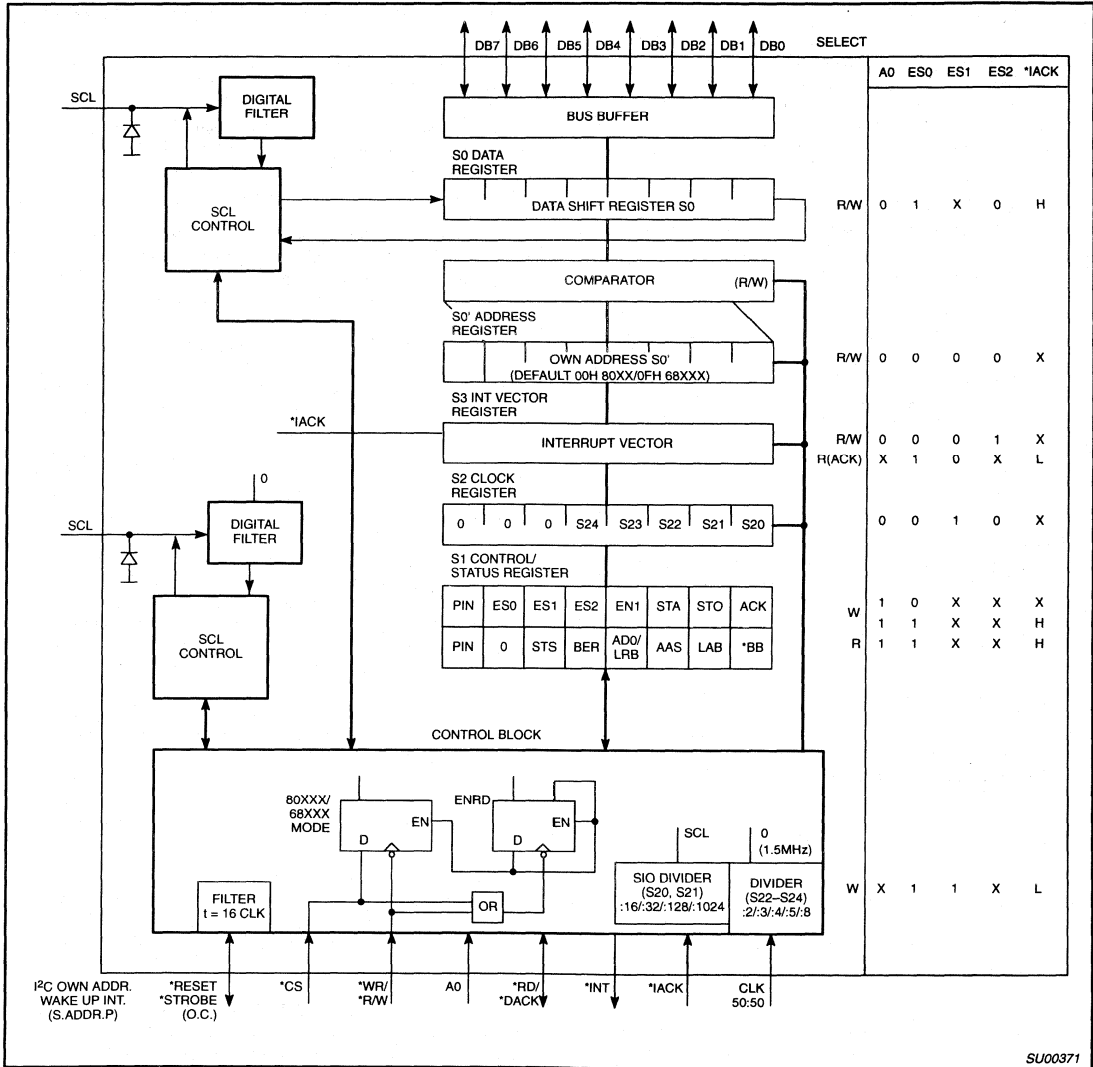 DB7 DB6 DB5 DB4 DB3 DB2 DB1 DB0
SELECT
A0 ES0 ES1 ES2 *IACK
SCL
DIGITAL
FILTER
BUS BUFFER
S0 DATA
REGISTER
SCL
CONTROL
DATA SHIFT REGISTER S0
R/W 0 1 X 0 H
COMPARATOR
(R/W)
S0' ADDRESS
REGISTER
OWN ADDRESS S0'
(DEFAULT 00H 80XX/0FH 68XXX)
R/W 0 0 0 0 X
S3 INT VECTOR
REGISTER
*IACK
INTERRUPT VECTOR
R/W 0 0 0 1 X
R(ACK) X 1 0 X L
S2 CLOCK
REGISTER
0
SCL
DIGITAL
FILTER
0 0 0 S24 S23 S22 S21 S20
0 0 1 0 X
S1 CONTROL/
STATUS REGISTER
PIN ES0 ES1 ES2 EN1 STA STO ACK
W 1 0 X X X
1 1 X X H
SCL
CONTROL
PIN 0 STS BER AD0/
LRB AAS LAB *BB
R 1 1 X X H
CONTROL BLOCK
80XXX/
68XXX
MODE
EN
D
ENRD
EN
D
SCL
0
(1.5MHz)
FILTER
t = 16 CLK
OR
SIO DIVIDER
(S20, S21)
:16/:32/:128/:1024
DIVIDER
(S22–S24)
:2/:3/:4/:5/:8
W X 1 1 X L
I²C OWN ADDR.
WAKE UP INT.
(S.ADDR.P)
*RESET
*STROBE
(O.C.)
*CS
*WR/
*R/W
A0
*RD/
*DACK
*INT
*IACK
CLK
50:50
SU00371